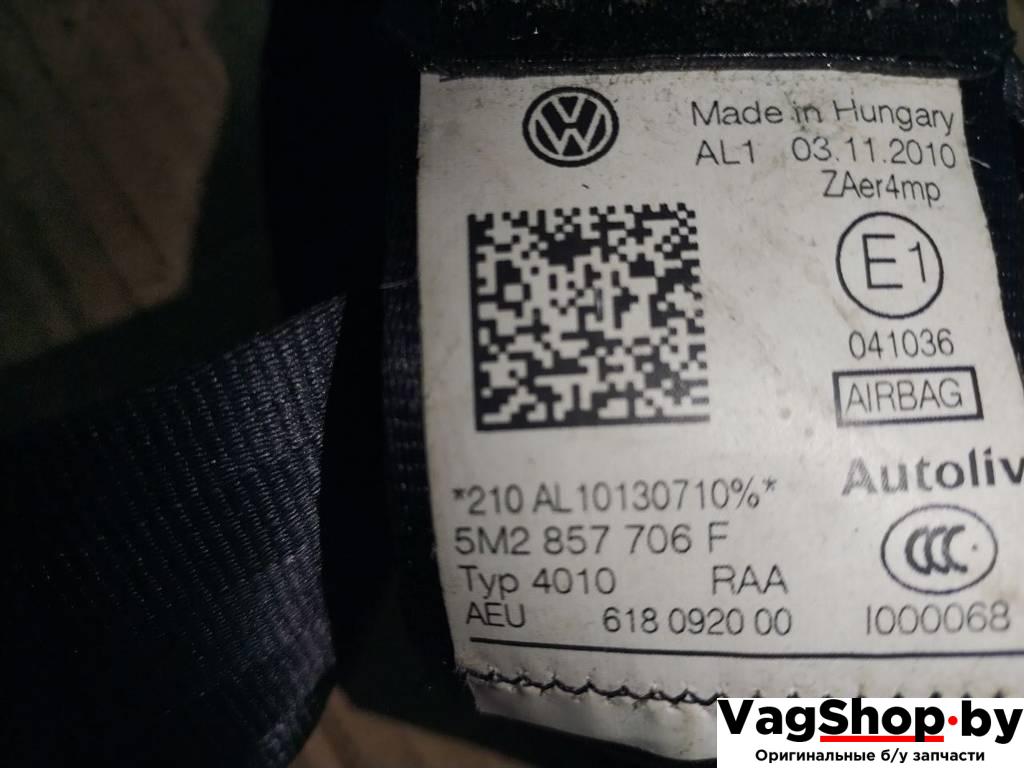 Made in Hungary
AL1 03.11.2010
ZAer4mp
E1
041036
AIRBAG
Autoliv
*210 AL10130710%*
5M2 857 706 F
Typ 4010 RAA
AEU 618 0920 00 I000068
VagShop.by
Оригинальные б/у запчасти